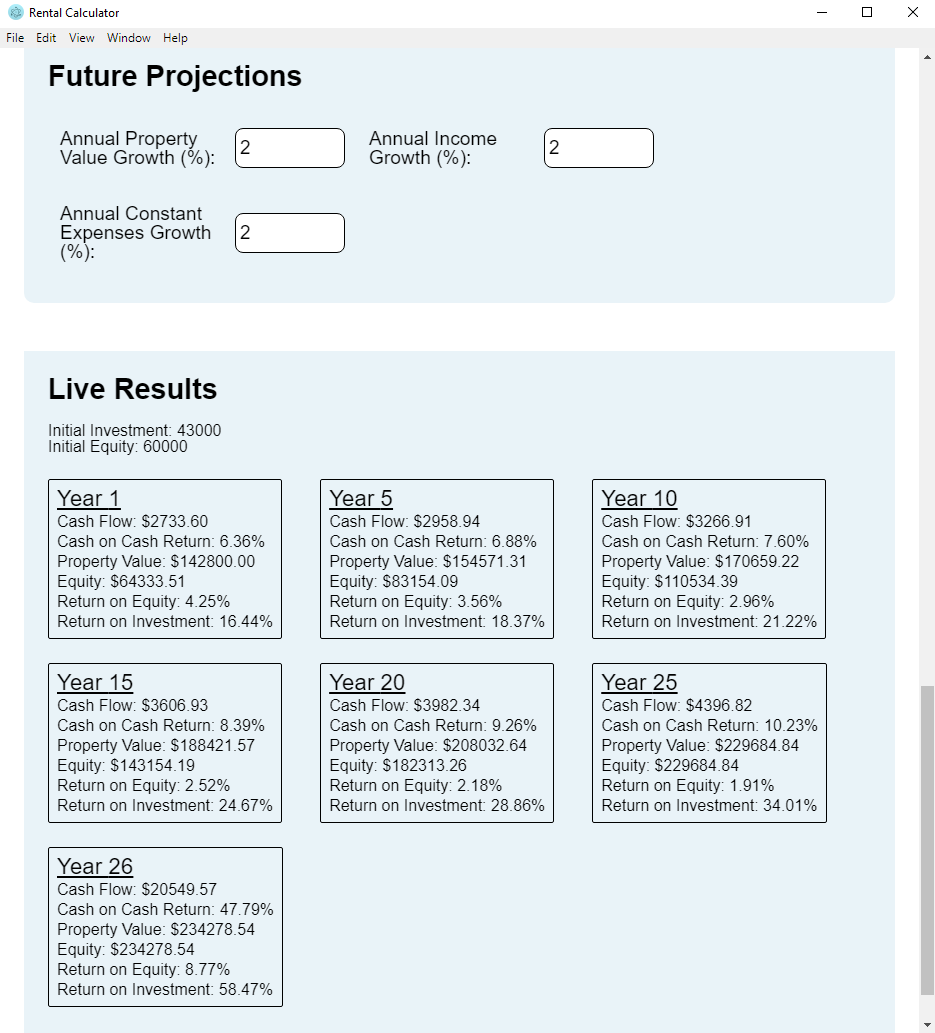 Rental Calculator
File Edit View Window Help
Future Projections
Annual Property
Value Growth (%):
2
Annual Income
Growth (%):
2
Annual Constant
Expenses Growth
(%):
2
Live Results
Initial Investment: 43000
Initial Equity: 60000
Year 1
Cash Flow: $2733.60
Cash on Cash Return: 6.36%
Property Value: $142800.00
Equity: $64333.51
Return on Equity: 4.25%
Return on Investment: 16.44%
Year 5
Cash Flow: $2958.94
Cash on Cash Return: 6.88%
Property Value: $154571.31
Equity: $83154.09
Return on Equity: 3.56%
Return on Investment: 18.37%
Year 10
Cash Flow: $3266.91
Cash on Cash Return: 7.60%
Property Value: $170659.22
Equity: $110534.39
Return on Equity: 2.96%
Return on Investment: 21.22%
Year 15
Cash Flow: $3606.93
Cash on Cash Return: 8.39%
Property Value: $188421.57
Equity: $143154.19
Return on Equity: 2.52%
Return on Investment: 24.67%
Year 20
Cash Flow: $3982.34
Cash on Cash Return: 9.26%
Property Value: $208032.64
Equity: $182313.26
Return on Equity: 2.18%
Return on Investment: 28.86%
Year 25
Cash Flow: $4396.82
Cash on Cash Return: 10.23%
Property Value: $229684.84
Equity: $229684.84
Return on Equity: 1.91%
Return on Investment: 34.01%
Year 26
Cash Flow: $20549.57
Cash on Cash Return: 47.79%
Property Value: $234278.54
Equity: $234278.54
Return on Equity: 8.77%
Return on Investment: 58.47%